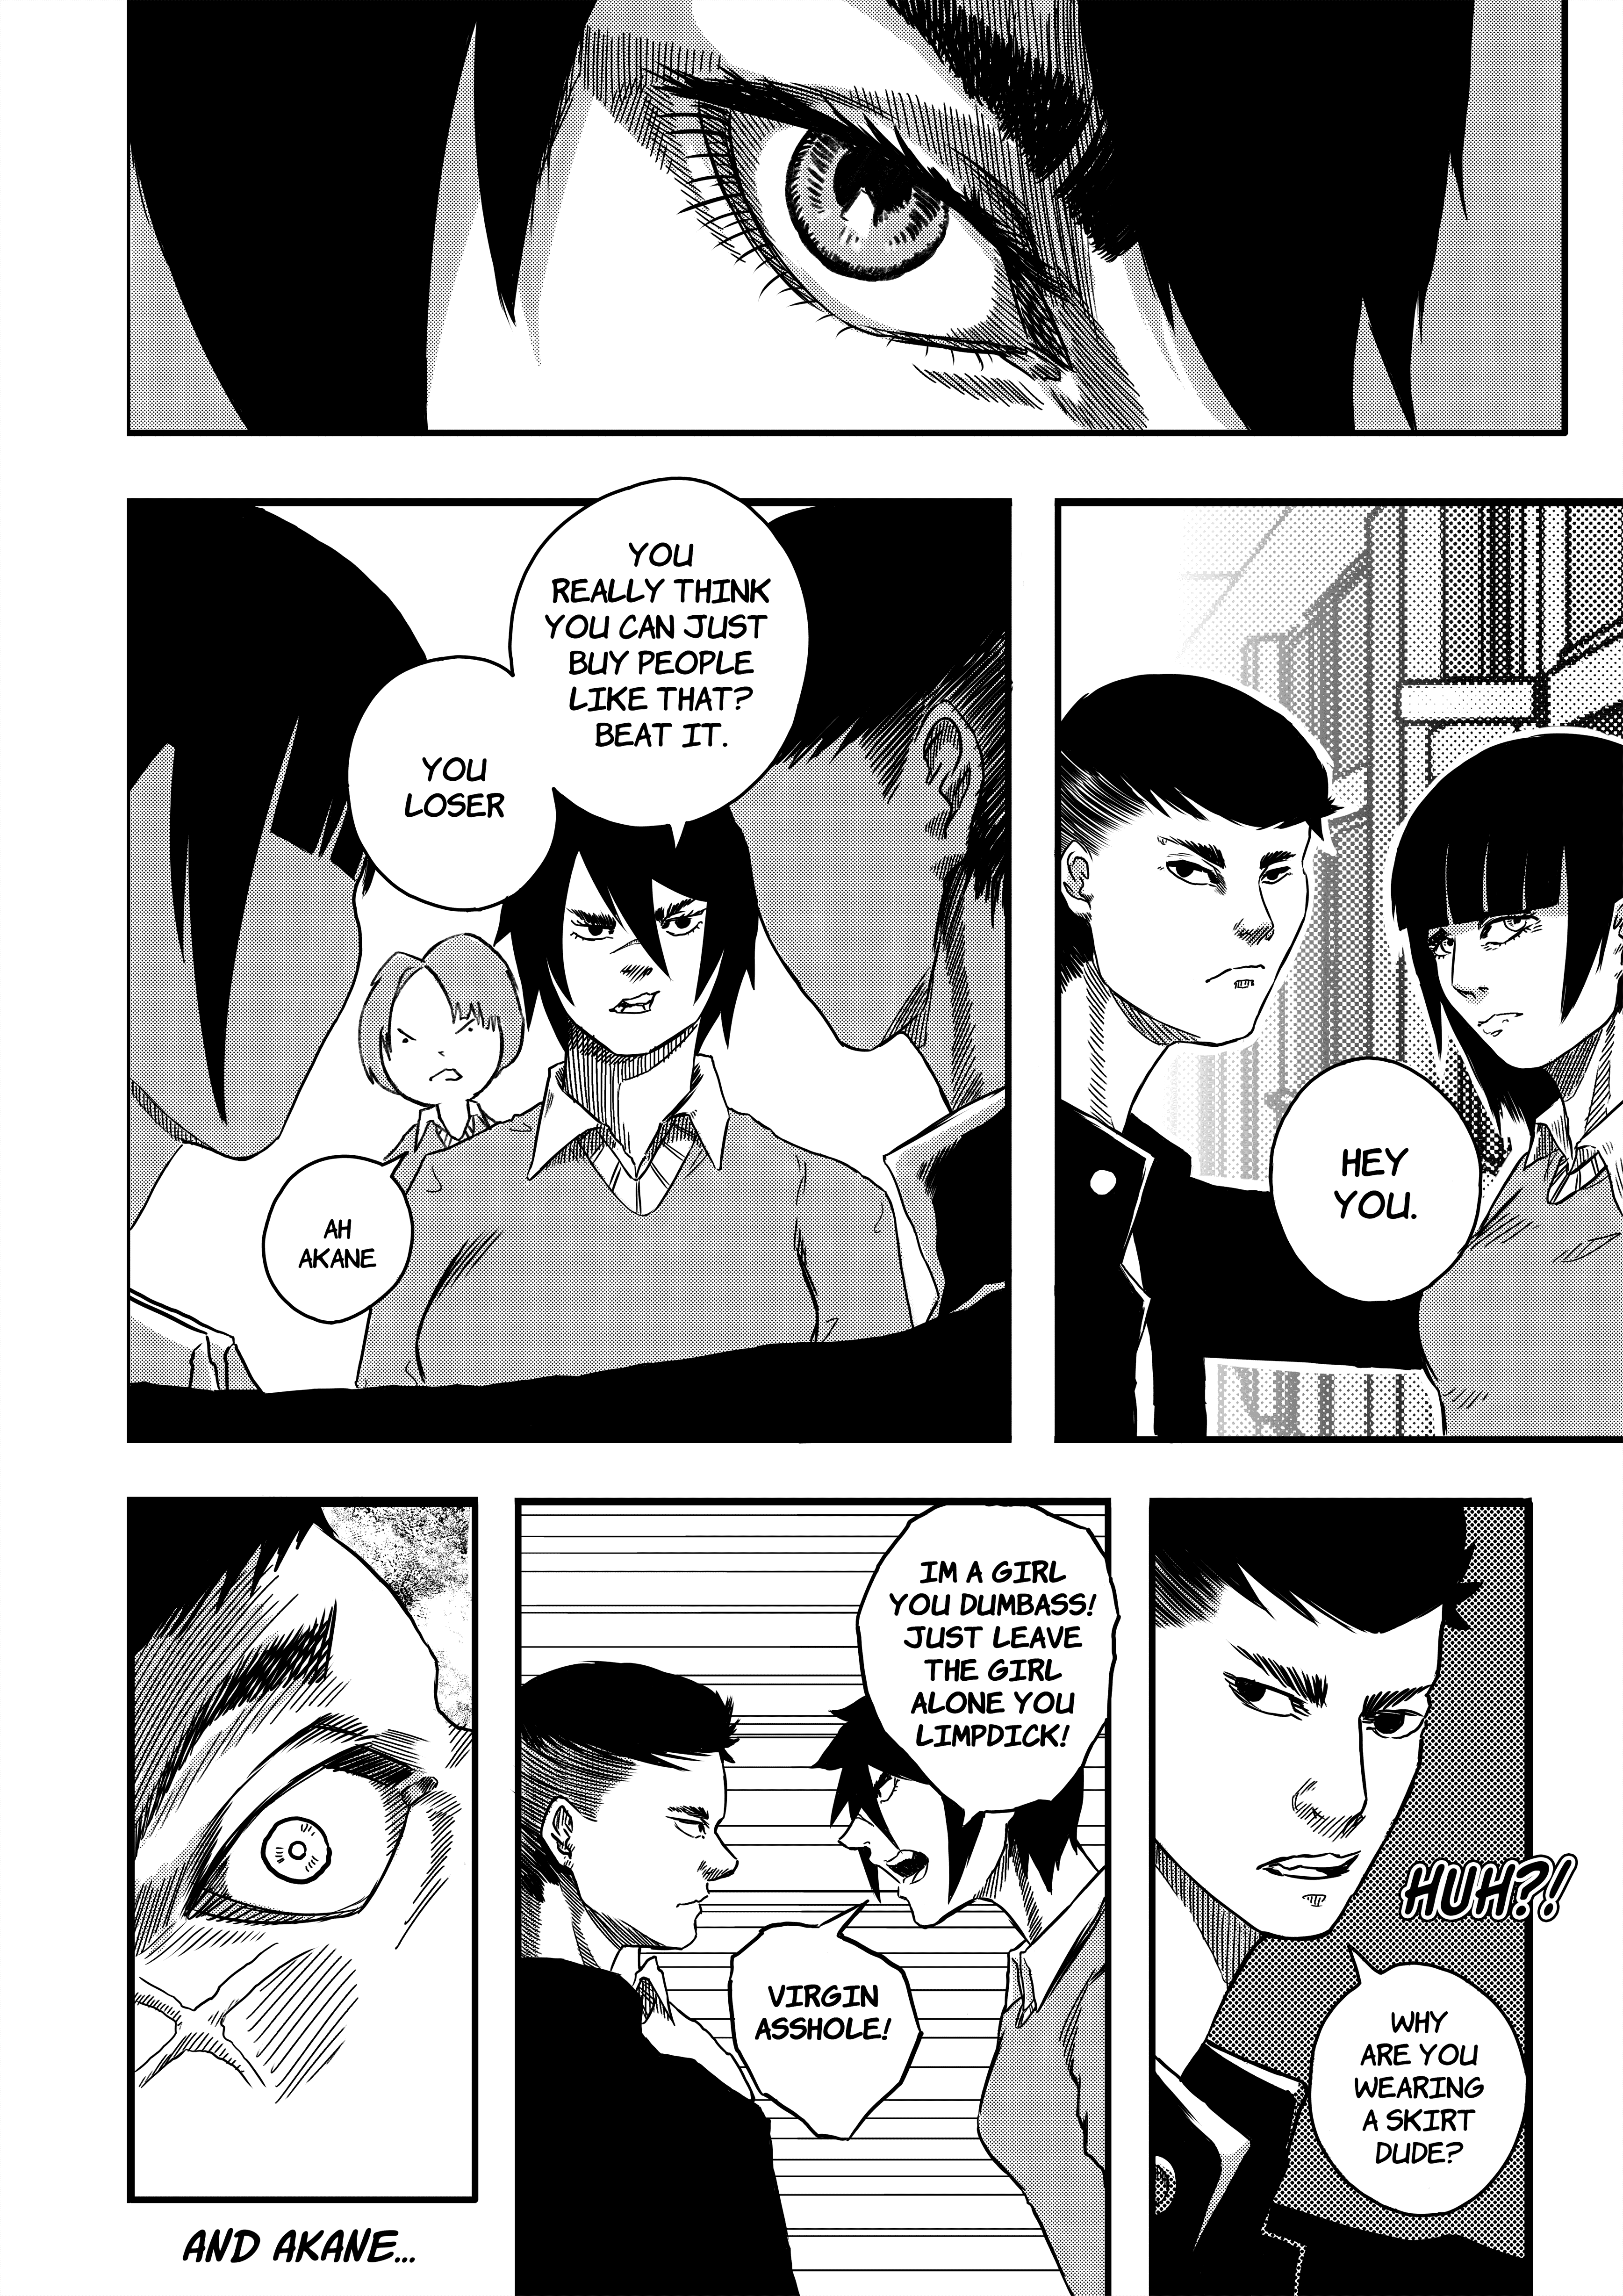 HEY
YOU.
YOU
REALLY THINK
YOU CAN JUST
BUY PEOPLE
LIKE THAT?
BEAT IT.
YOU
LOSER
AH
AKANE
HUH?!
WHY
ARE YOU
WEARING
A SKIRT
DUDE?
IM A GIRL
YOU DUMBASS!
JUST LEAVE
THE GIRL
ALONE YOU
LIMPDICK!
VIRGIN
ASSHOLE!
AND AKANE...